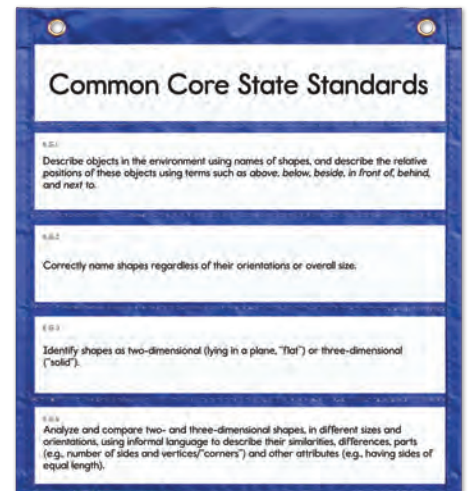 Common Core State Standards
K.G.1
Describe objects in the environment using names of shapes, and describe the relative
positions of these objects using terms such as above, below, beside, in front of, behind,
and next to.
K.G.2
Correctly name shapes regardless of their orientations or overall size.
K.G.3
Identify shapes as two-dimensional (lying in a plane, "flat") or three-dimensional
("solid").
K.G.4
Analyze and compare two- and three-dimensional shapes, in different sizes and
orientations, using informal language to describe their similarities, differences, parts
(e.g., number of sides and vertices/"corners") and other attributes (e.g., having sides of
equal length).